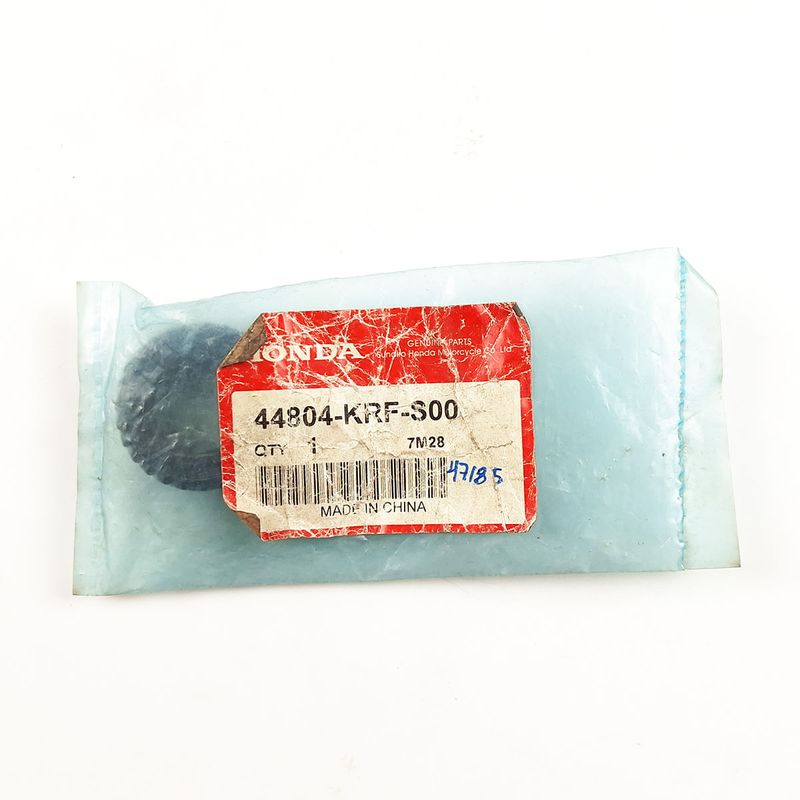 HONDA
GENUINE PARTS
Sundiro Honda Motorcycle Co. Ltd
44804-KRF-S00
QTY 1 7M28
47185
MADE IN CHINA